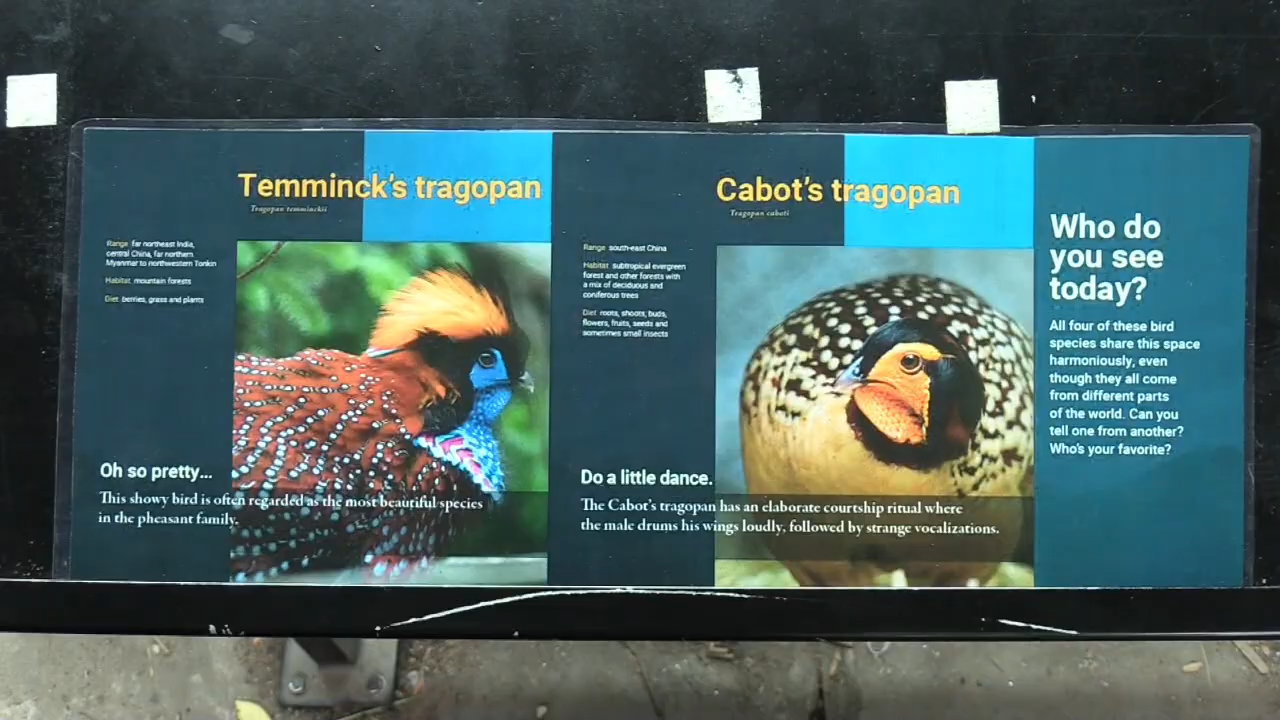 Temminck's tragopan
Tragopan temminckii
Range far northeast India,
central China, far northern
Myanmar to northwestern Tonkin
Habitat mountain forests
Diet berries, grass and plants
Oh so pretty...
This showy bird is often regarded as the most beautiful species
in the pheasant family.
Cabot's tragopan
Tragopan caboti
Range south-east China
Habitat subtropical evergreen
forest and other forests with
a mix of deciduous and
coniferous trees
Diet roots, shoots, buds,
flowers, fruits, seeds and
sometimes small insects
Do a little dance.
The Cabot's tragopan has an elaborate courtship ritual where
the male drums his wings loudly, followed by strange vocalizations.
Who do
you see
today?
All four of these bird
species share this space
harmoniously, even
though they all come
from different parts
of the world. Can you
tell one from another?
Who's your favorite?